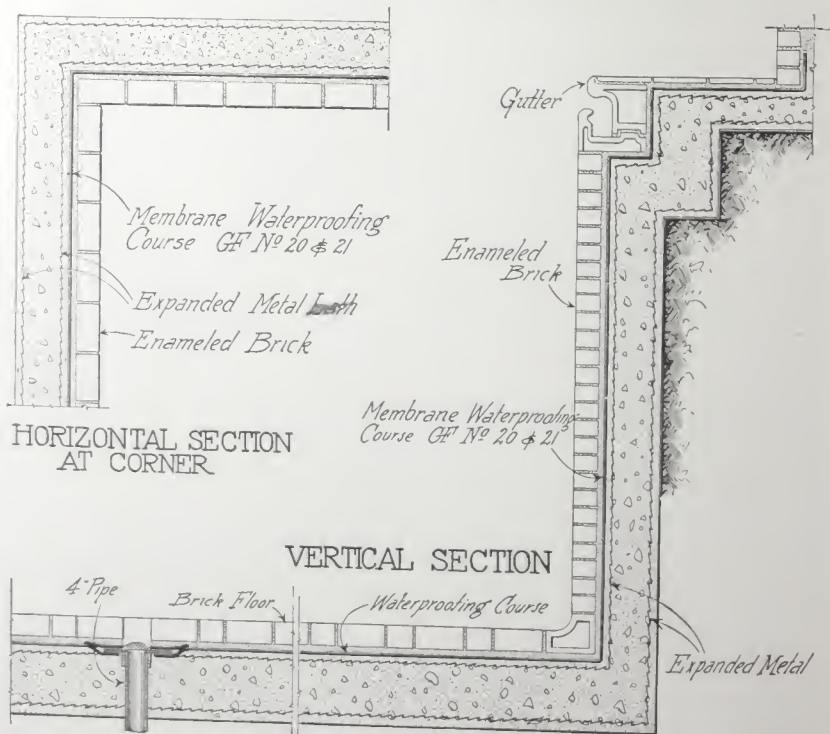 Gutter
Membrane Waterproofing
Course GF Nº 20 & 21
Expanded Metal
Enameled Brick
HORIZONTAL SECTION
AT CORNER
Enameled
Brick
Membrane Waterproofing
Course GF Nº 20 & 21
VERTICAL SECTION
4" Pipe
Brick Floor
Waterproofing Course
Expanded Metal